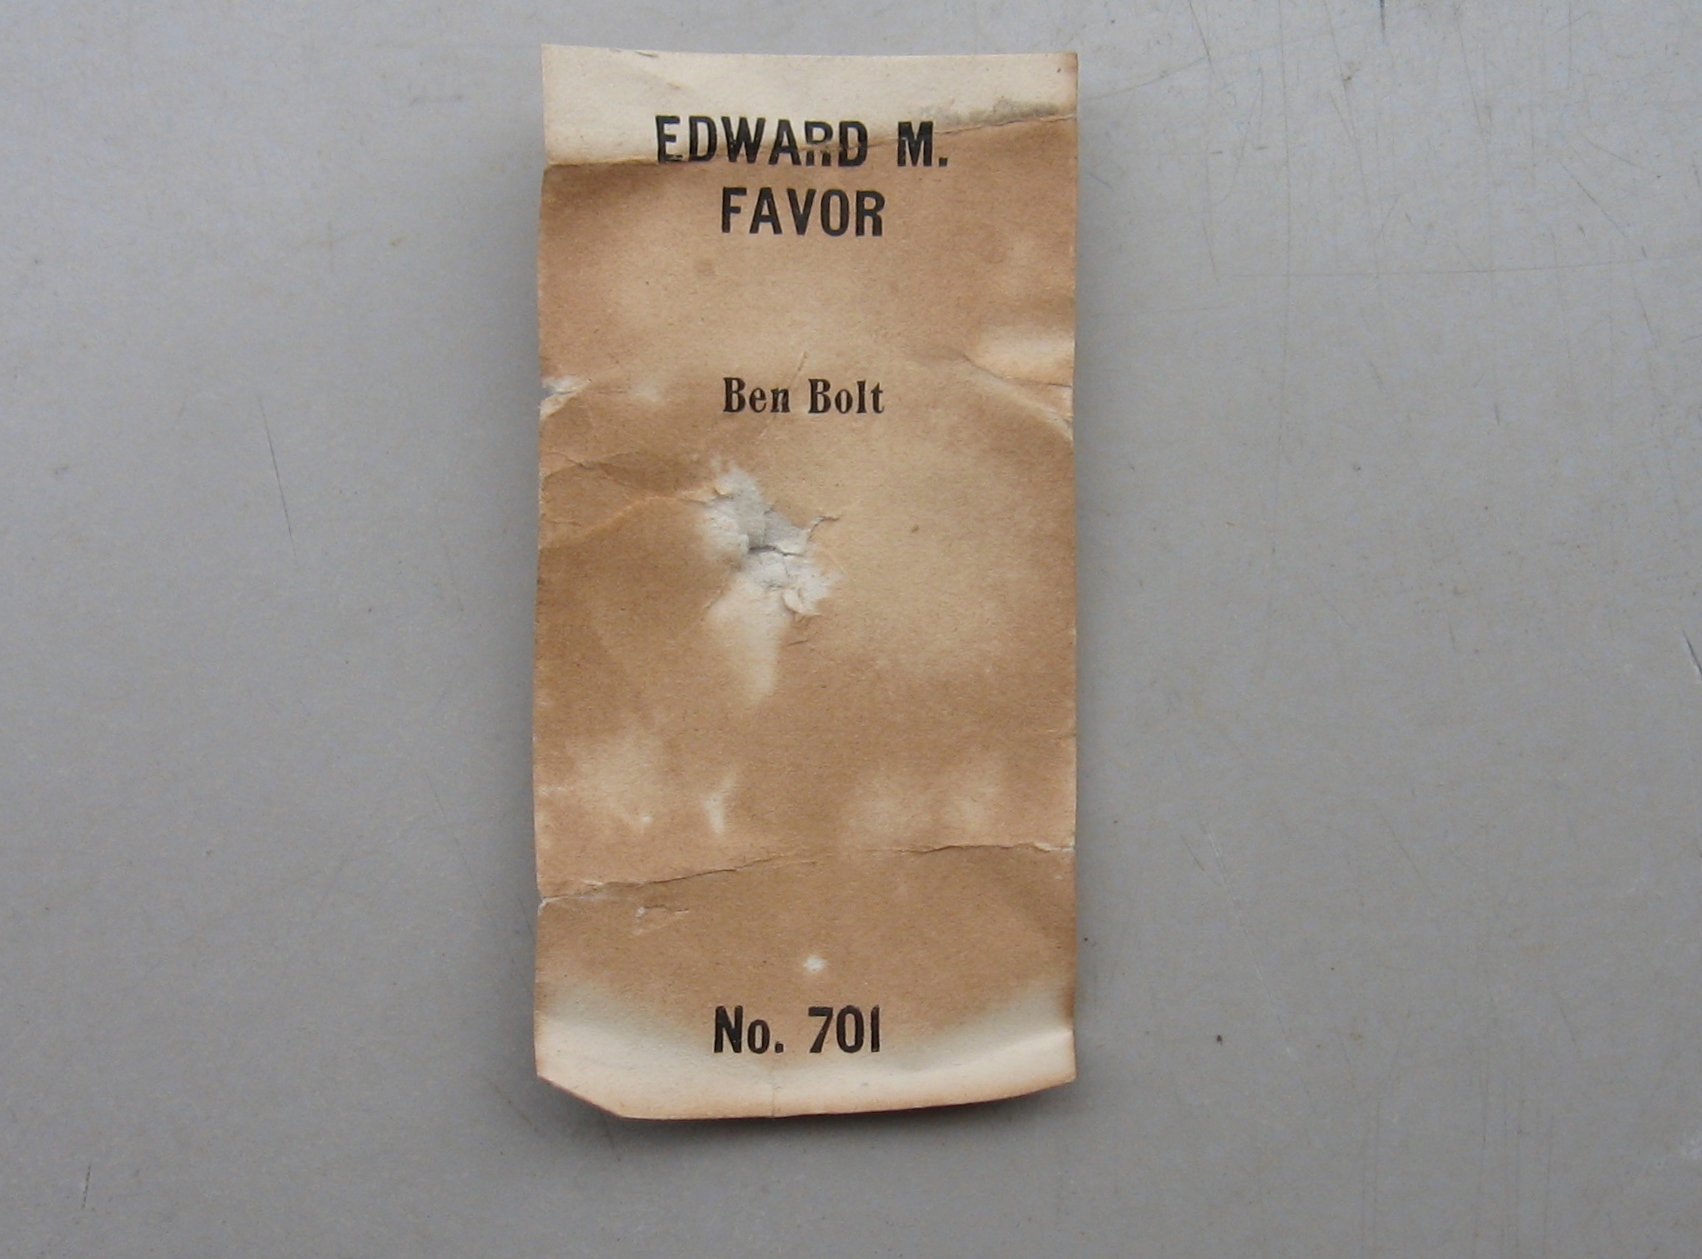 EDWARD M.
FAVOR
Ben Bolt
No. 701